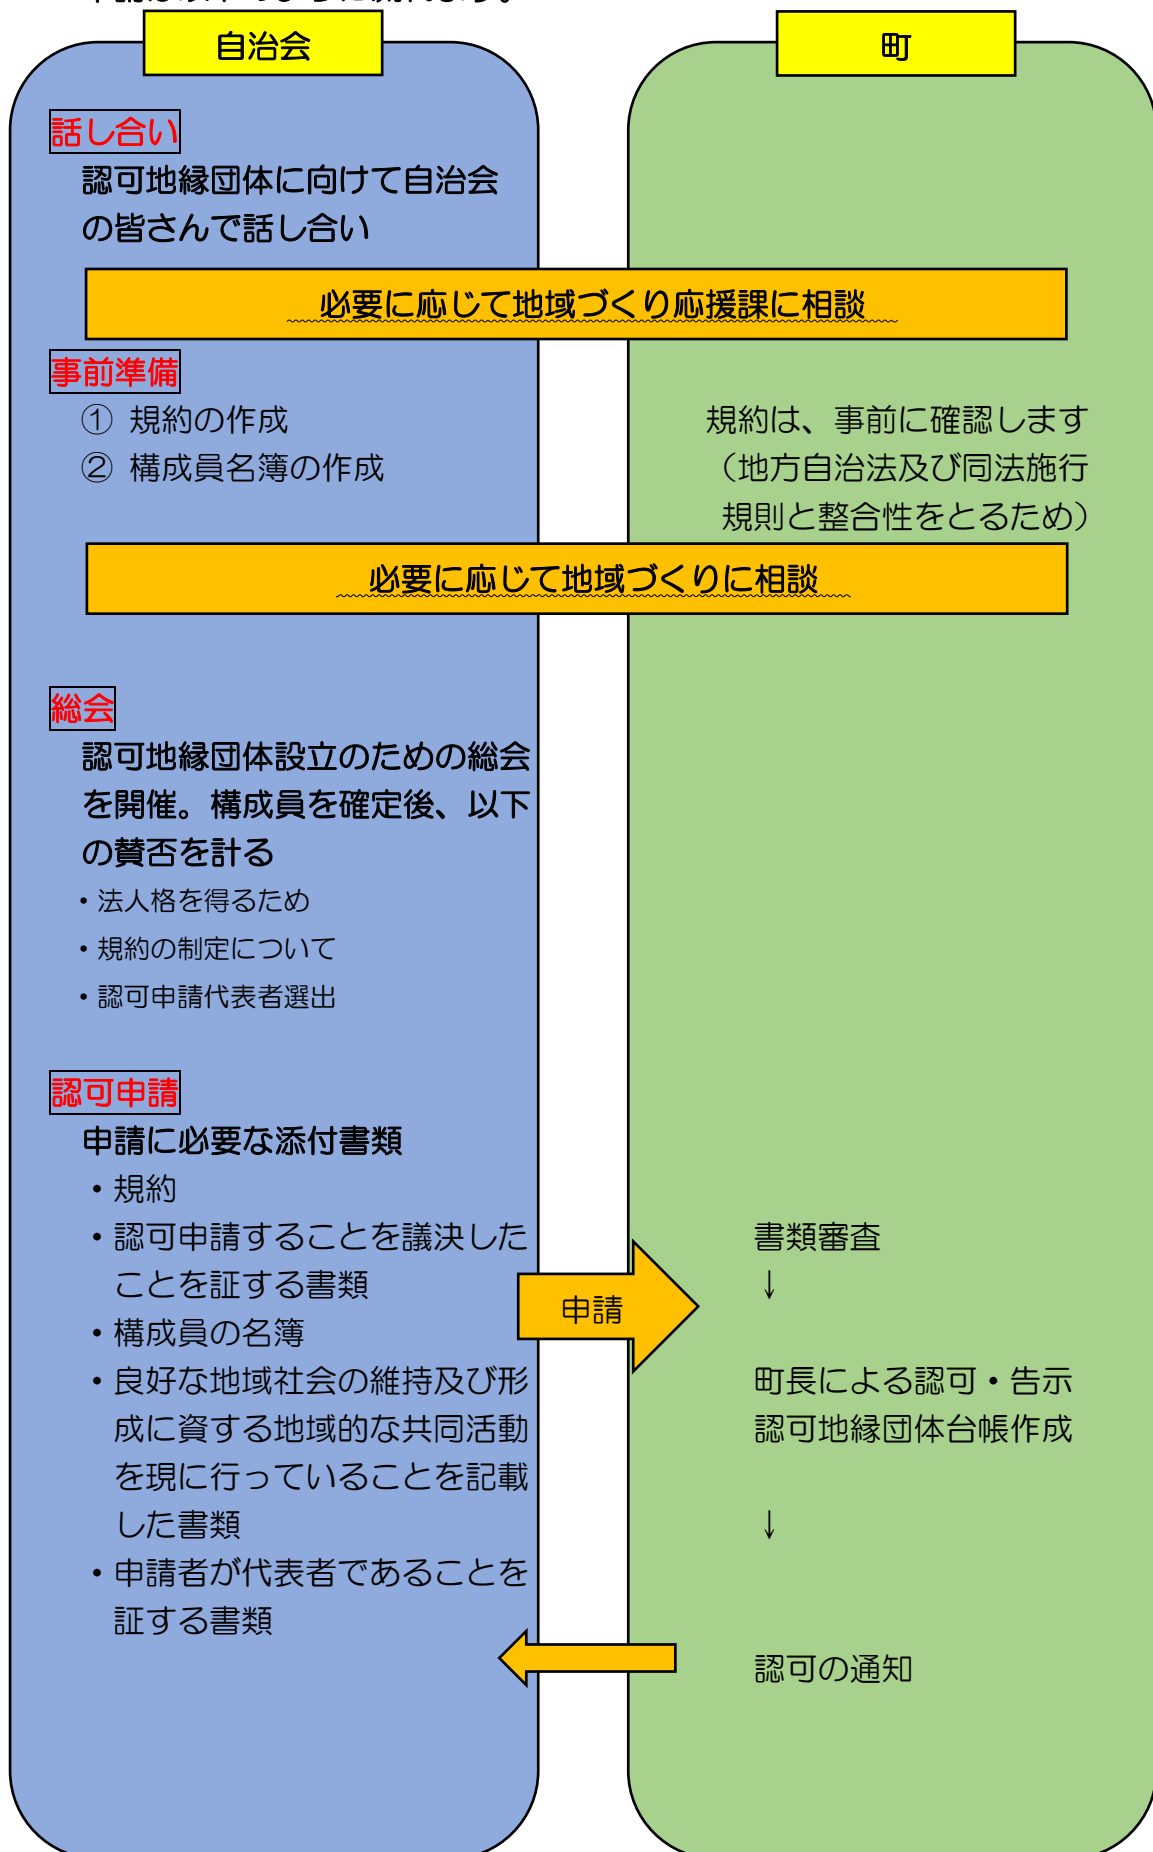 自治会
町
話し合い
認可地縁団体に向けて自治会
の皆さんで話し合い
必要に応じて地域づくり応援課に相談
事前準備
① 規約の作成
② 構成員名簿の作成
規約は、事前に確認します
(地方自治法及び同法施行
規則と整合性をとるため)
必要に応じて地域づくりに相談
総会
認可地縁団体設立のための総会
を開催。構成員を確定後、以下
の賛否を計る
・法人格を得るため
・規約の制定について
・認可申請代表者選出
認可申請
申請に必要な添付書類
・規約
・認可申請することを議決した
ことを証する書類
・構成員の名簿
・良好な地域社会の維持及び形
成に資する地域的な共同活動
を現に行っていることを記載
した書類
・申請者が代表者であることを
証する書類
申請
書類審査
↓
町長による認可・告示
認可地縁団体台帳作成
↓
認可の通知